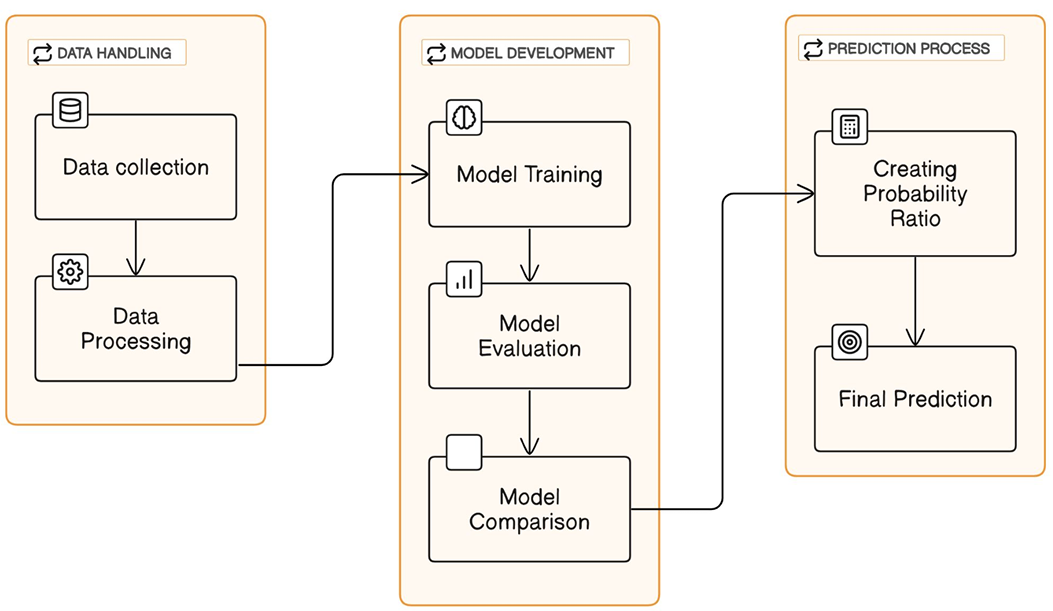 DATA HANDLING
Data collection
Data
Processing
MODEL DEVELOPMENT
Model Training
Model
Evaluation
Model
Comparison
PREDICTION PROCESS
Creating
Probability
Ratio
Final Prediction